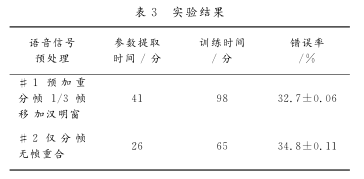 表 3 实验结果
语音信号 参数提取 训练时间 错误率
预处理 时间 / 分 / 分 /%
#1 预加重
分帧 1/3 帧 41 98 32.7±0.06
移加汉明窗
#2 仅分帧 26 65 34.8±0.11
无帧重合